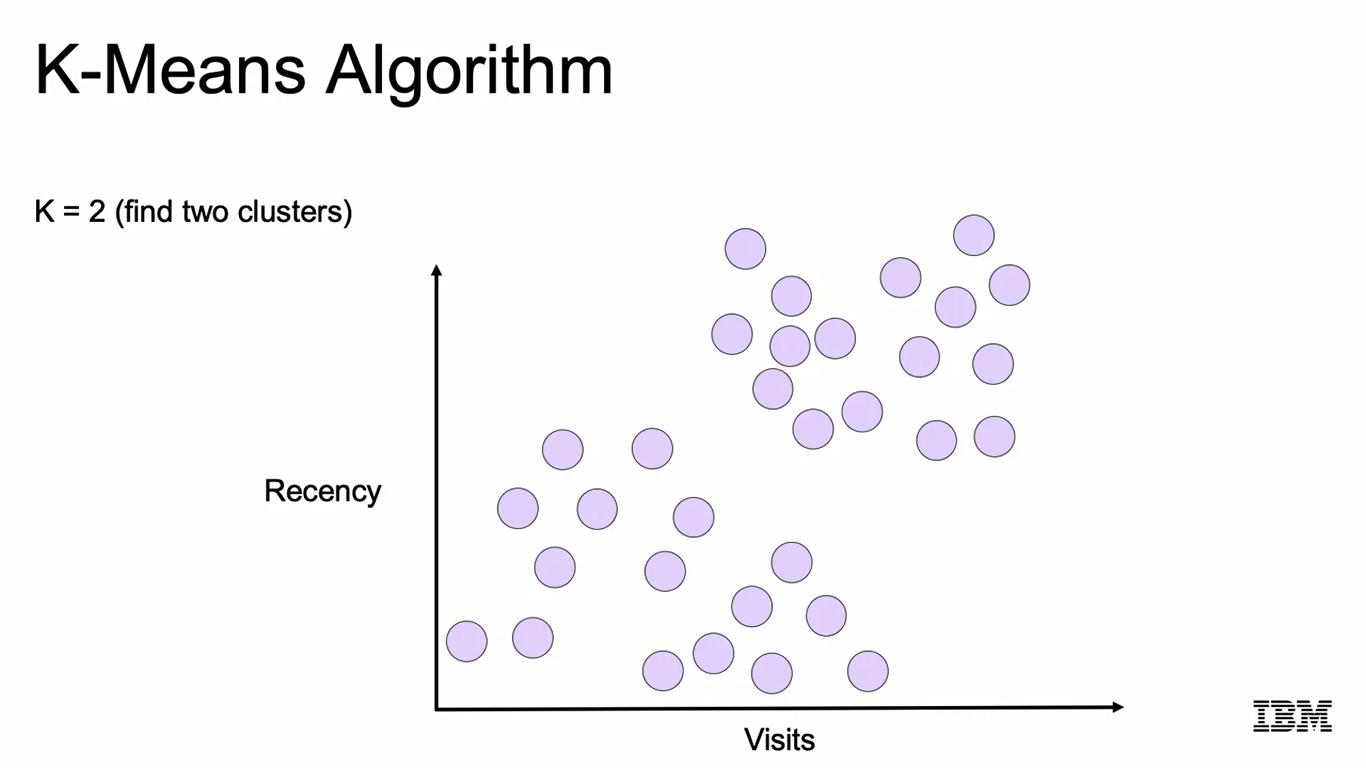 K-Means Algorithm
K = 2 (find two clusters)
Recency
Visits
IBM